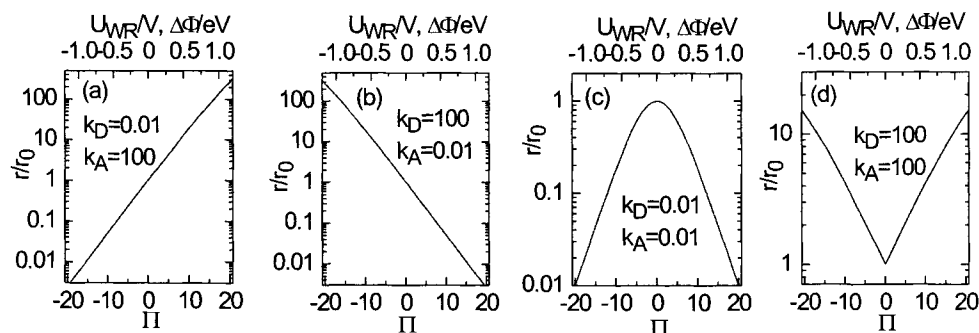 U_WR/V, ΔΦ/eV
-1.0-0.5 0 0.5 1.0
(a)
k_D=0.01
k_A=100
100
10
1
0.1
0.01
r/r_0
-20 -10 0 10 20
Π
U_WR/V, ΔΦ/eV
-1.0-0.5 0 0.5 1.0
(b)
k_D=100
k_A=0.01
100
10
1
0.1
0.01
r/r_0
-20 -10 0 10 20
Π
U_WR/V, ΔΦ/eV
-1.0-0.5 0 0.5 1.0
(c)
k_D=0.01
k_A=0.01
1
0.1
0.01
r/r_0
-20 -10 0 10 20
Π
U_WR/V, ΔΦ/eV
-1.0-0.5 0 0.5 1.0
(d)
k_D=100
k_A=100
10
1
r/r_0
-20 -10 0 10 20
Π